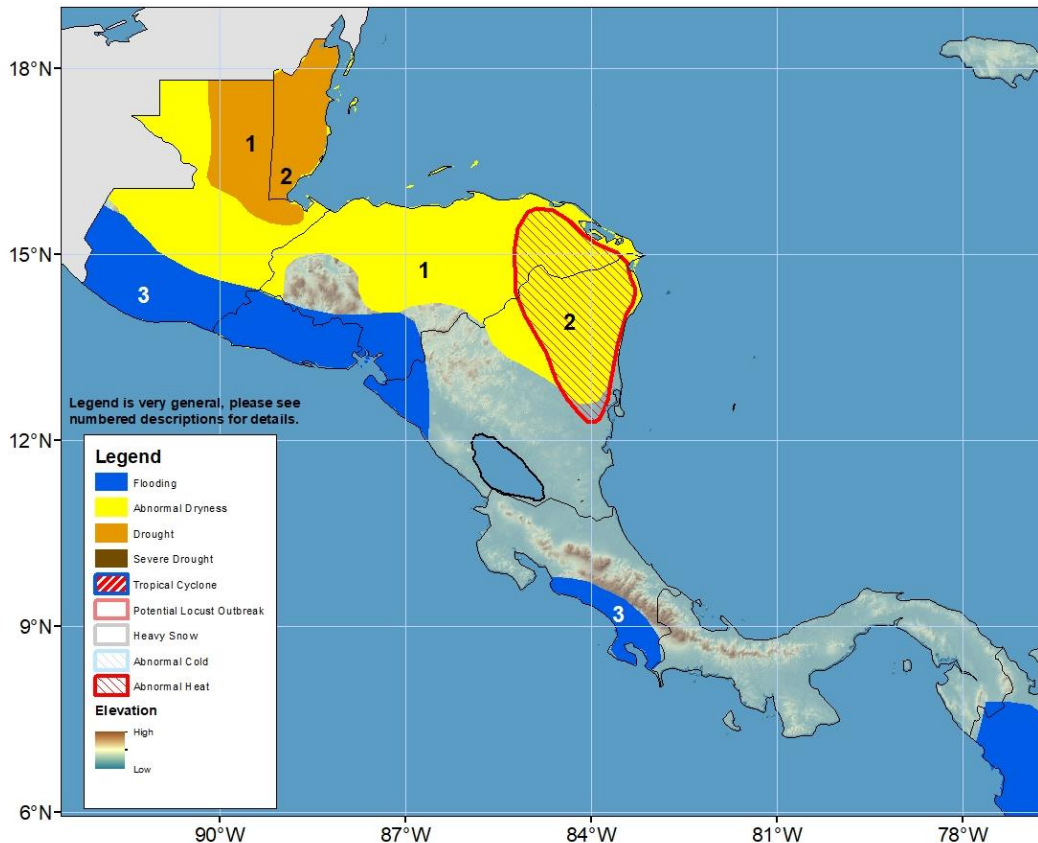 18°N
15°N
12°N
9°N
6°N
1
2
1
3
2
3
Legend is very general, please see
numbered descriptions for details.
Legend
Flooding
Abnormal Dryness
Drought
Severe Drought
Tropical Cyclone
Potential Locust Outbreak
Heavy Snow
Abnormal Cold
Abnormal Heat
Elevation
High
Low
90°W
87°W
84°W
81°W
78°W